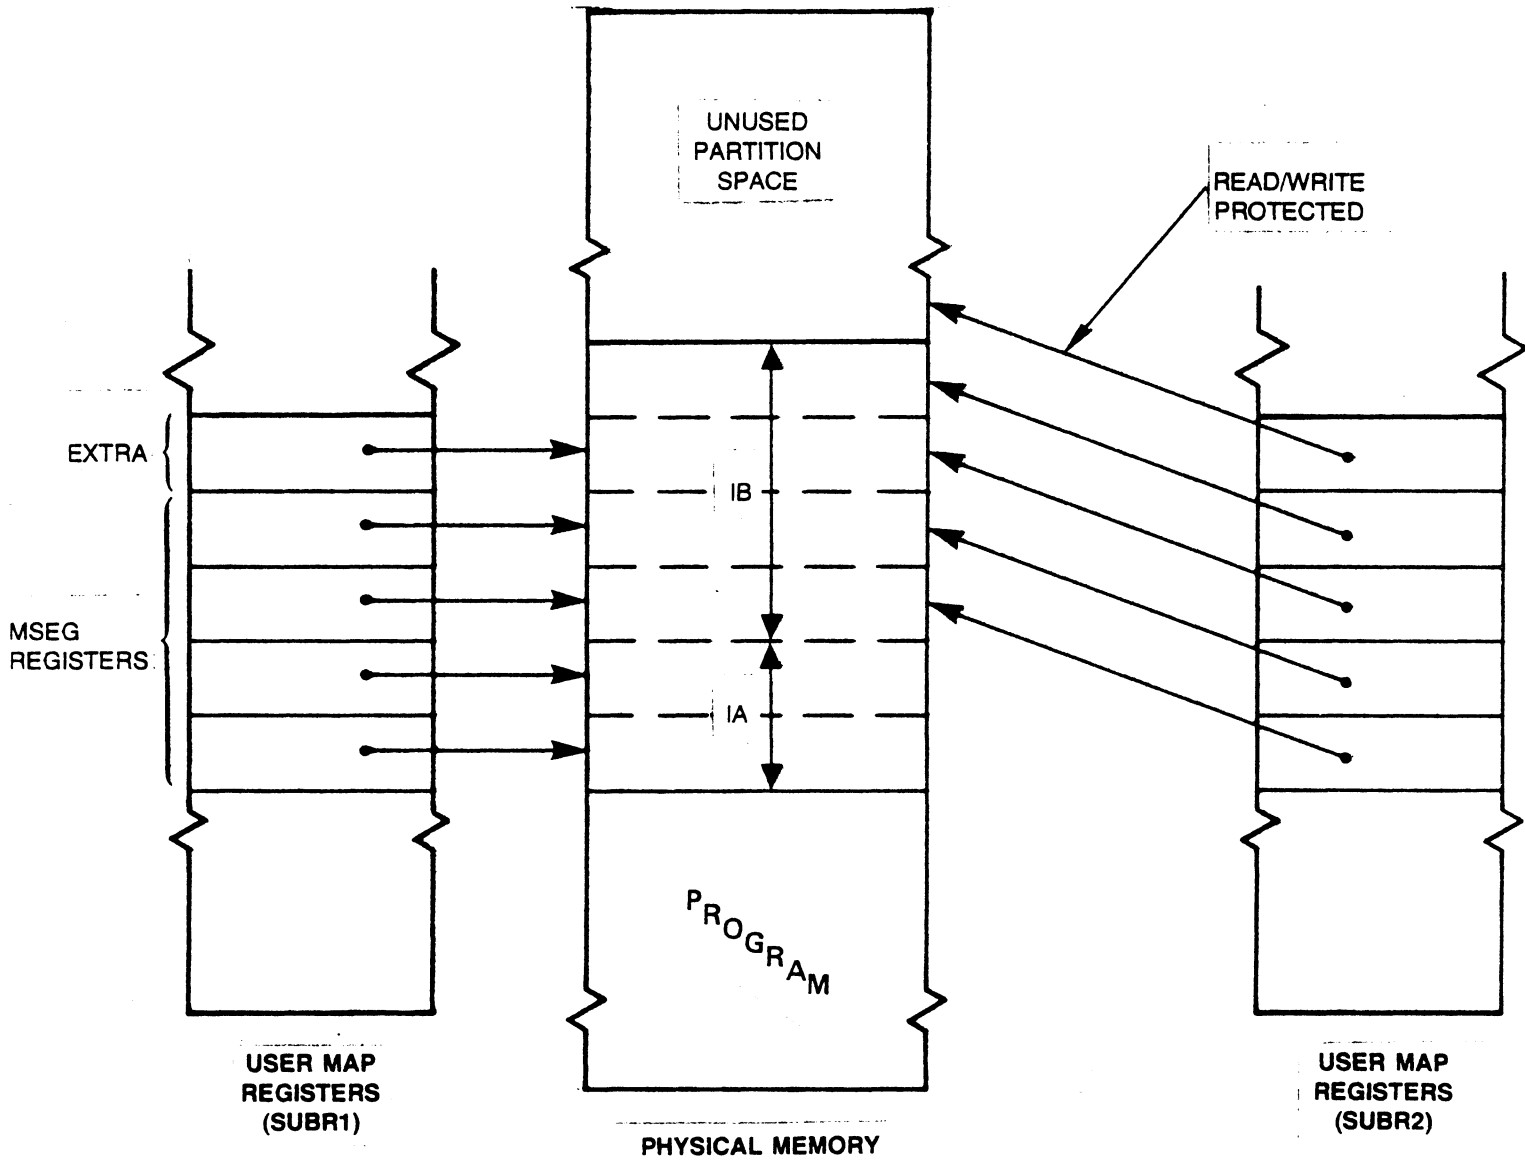 UNUSED
PARTITION
SPACE
READ/WRITE
PROTECTED
EXTRA
IB
MSEG
REGISTERS
IA
PROGRAM
USER MAP
REGISTERS
(SUBR1)
USER MAP
REGISTERS
(SUBR2)
PHYSICAL MEMORY